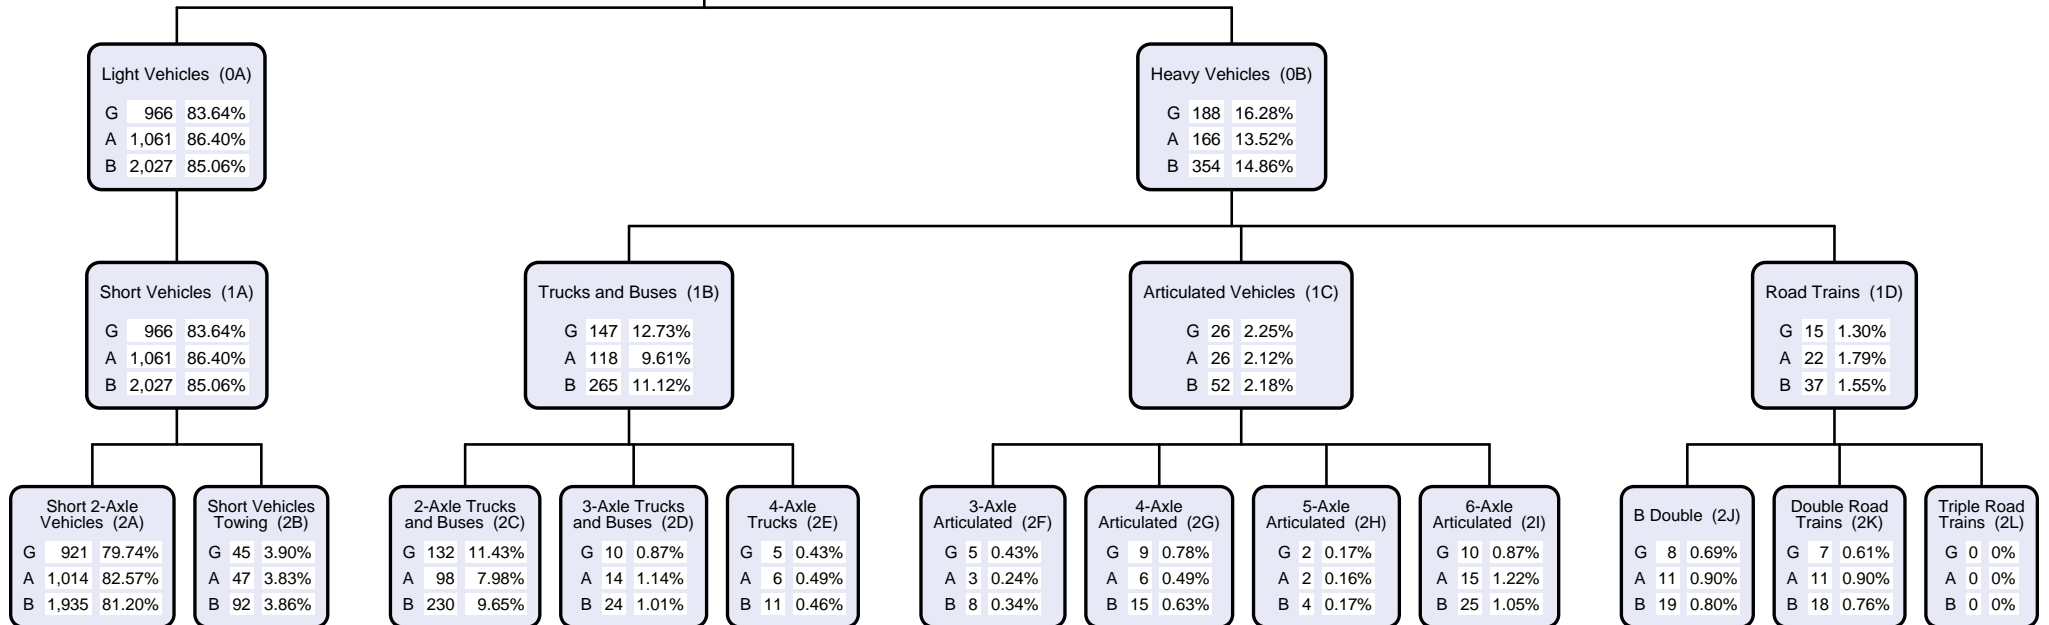 Light Vehicles (0A)
G 966 83.64%
A 1,061 86.40%
B 2,027 85.06%
Heavy Vehicles (0B)
G 188 16.28%
A 166 13.52%
B 354 14.86%
Short Vehicles (1A)
G 966 83.64%
A 1,061 86.40%
B 2,027 85.06%
Trucks and Buses (1B)
G 147 12.73%
A 118 9.61%
B 265 11.12%
Articulated Vehicles (1C)
G 26 2.25%
A 26 2.12%
B 52 2.18%
Road Trains (1D)
G 15 1.30%
A 22 1.79%
B 37 1.55%
Short 2-Axle
Vehicles (2A)
G 921 79.74%
A 1,014 82.57%
B 1,935 81.20%
Short Vehicles
Towing (2B)
G 45 3.90%
A 47 3.83%
B 92 3.86%
2-Axle Trucks
and Buses (2C)
G 132 11.43%
A 98 7.98%
B 230 9.65%
3-Axle Trucks
and Buses (2D)
G 10 0.87%
A 14 1.14%
B 24 1.01%
4-Axle
Trucks (2E)
G 5 0.43%
A 6 0.49%
B 11 0.46%
3-Axle
Articulated (2F)
G 5 0.43%
A 3 0.24%
B 8 0.34%
4-Axle
Articulated (2G)
G 9 0.78%
A 6 0.49%
B 15 0.63%
5-Axle
Articulated (2H)
G 2 0.17%
A 2 0.16%
B 4 0.17%
6-Axle
Articulated (2I)
G 10 0.87%
A 15 1.22%
B 25 1.05%
B Double (2J)
G 8 0.69%
A 11 0.90%
B 19 0.80%
Double Road
Trains (2K)
G 7 0.61%
A 11 0.90%
B 18 0.76%
Triple Road
Trains (2L)
G 0 0%
A 0 0%
B 0 0%